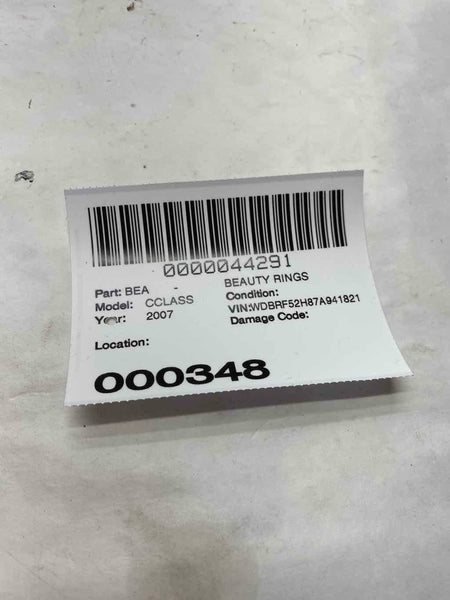 0000044291
Part: BEA - BEAUTY RINGS
Model: CCLASS Condition:
Year: 2007 VIN:WDBRF52H87A941821
Damage Code:
Location:
000348